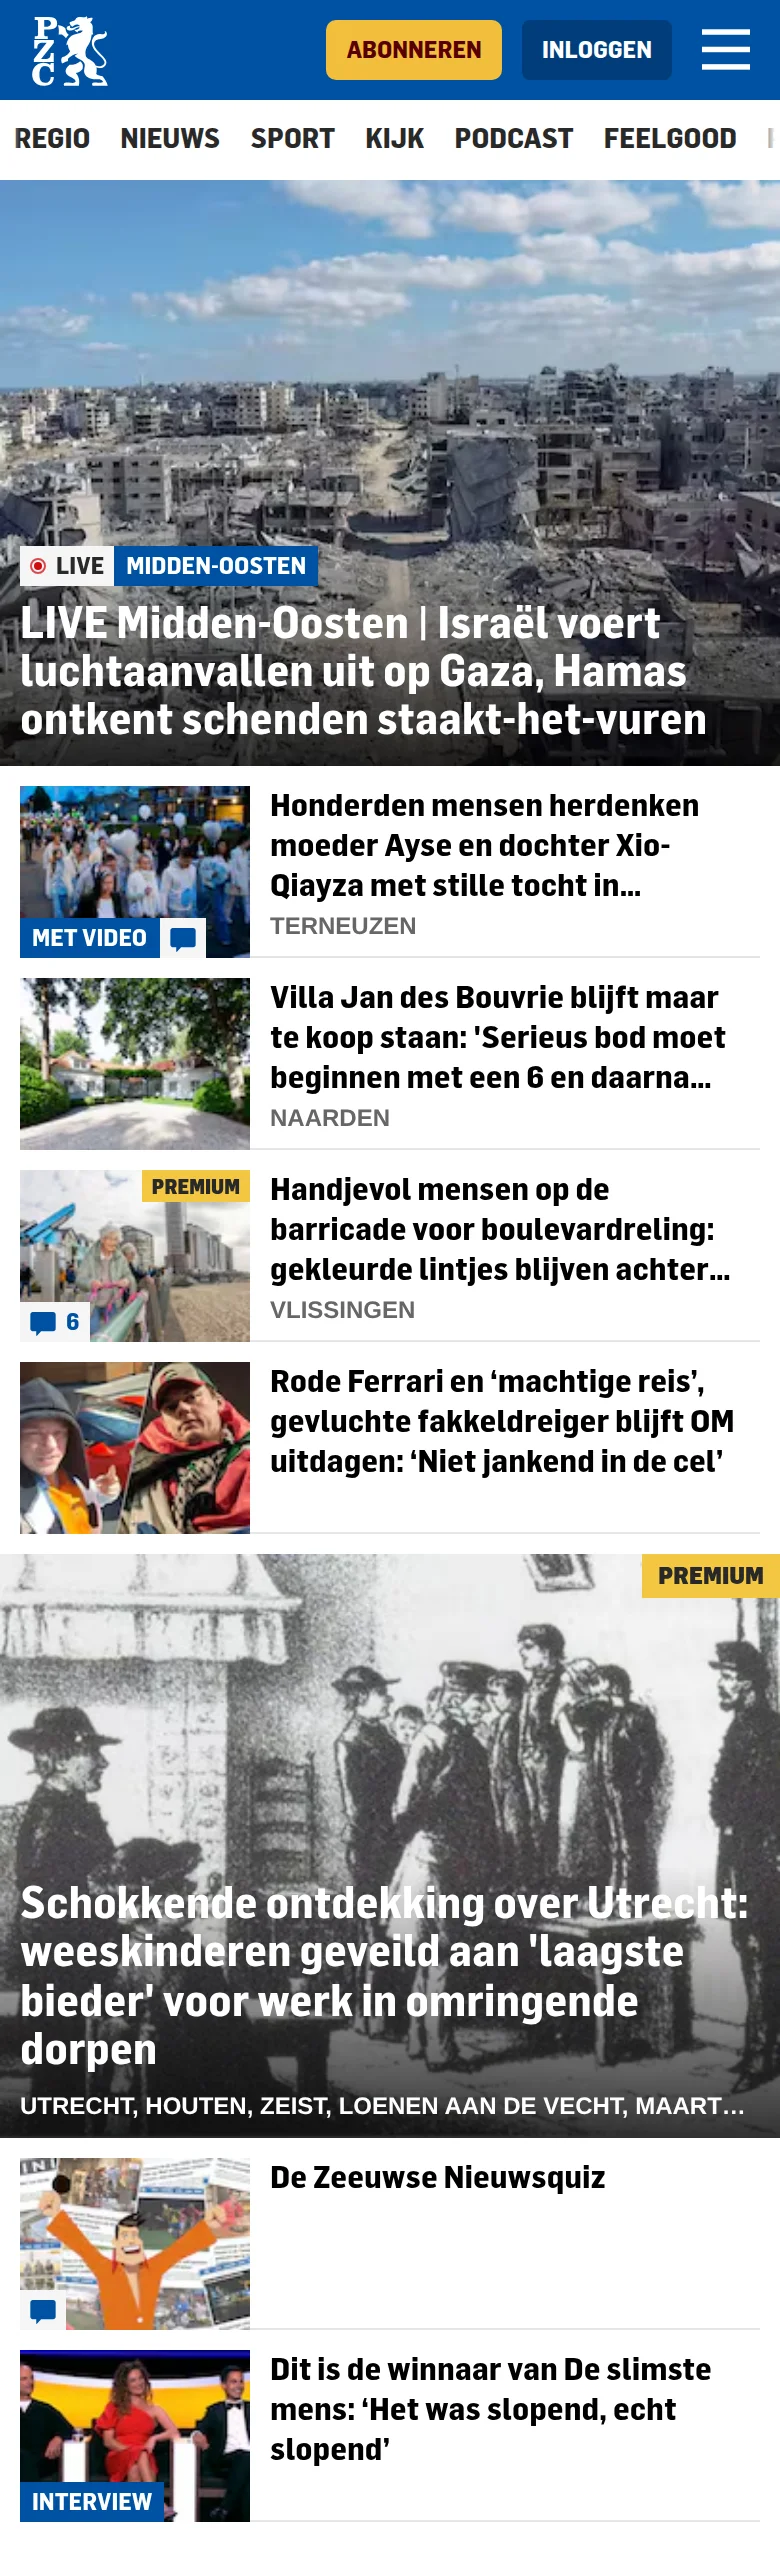 PZC
ABONNEREN
INLOGGEN
REGIO NIEUWS SPORT KIJK PODCAST FEELGOOD
LIVE MIDDEN-OOSTEN
LIVE Midden-Oosten | Israël voert
luchtaanvallen uit op Gaza, Hamas
ontkent schenden staakt-het-vuren
Honderden mensen herdenken
moeder Ayse en dochter Xio-
Qiayza met stille tocht in...
TERNEUZEN
MET VIDEO
Villa Jan des Bouvrie blijft maar
te koop staan: 'Serieus bod moet
beginnen met een 6 en daarna...
NAARDEN
PREMIUM
Handjevol mensen op de
barricade voor boulevardreling:
gekleurde lintjes blijven achter...
VLISSINGEN
6
Rode Ferrari en ‘machtige reis’,
gevluchte fakkeldreiger blijft OM
uitdagen: ‘Niet jankend in de cel’
PREMIUM
Schokkende ontdekking over Utrecht:
weeskinderen geveild aan 'laagste
bieder' voor werk in omringende
dorpen
UTRECHT, HOUTEN, ZEIST, LOENEN AAN DE VECHT, MAART...
De Zeeuwse Nieuwsquiz
Dit is de winnaar van De slimste
mens: ‘Het was slopend, echt
slopend’
INTERVIEW